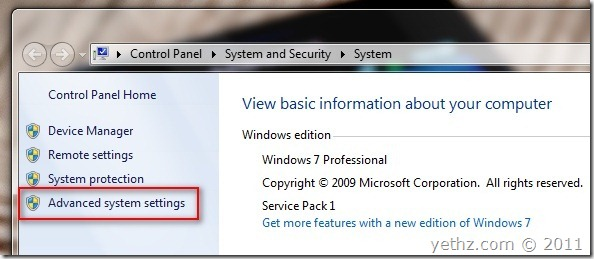 Control Panel System and Security System
Control Panel Home
Device Manager
Remote settings
System protection
Advanced system settings
View basic information about your computer
Windows edition
Windows 7 Professional
Copyright © 2009 Microsoft Corporation. All rights reserved.
Service Pack 1
Get more features with a new edition of Windows 7
yethz.com © 2011